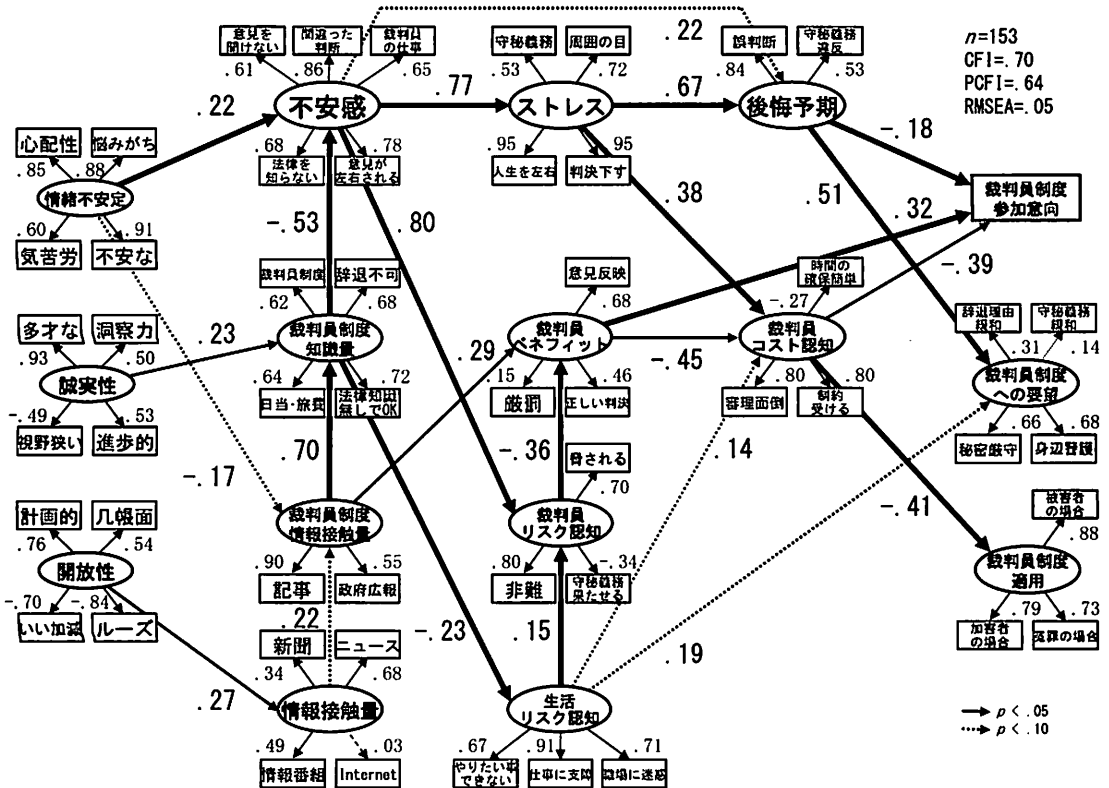 意見を
聞けない
間違った
判断
裁判員
の仕事
.61
.86
.65
不安感
.22
.77
守秘義務
周囲の目
.53
.72
ストレス
.22
.67
誤判断
守秘義務
違反
.84
.53
後悔予期
n=153
CFI=.70
PCFI=.64
RMSEA=.05
心配性
悩みがち
.85
.88
情緒不安定
.60
.91
気苦労
不安な
.68
.78
法律を
知らない
意見が
左右される
.95
.95
人生を左右
判決下す
-.18
裁判員制度
参加意向
-.53
.80
.38
.51
.32
-.39
裁判員制度
辞退不可
.62
.68
裁判員制度
知識量
.64
.72
日当・旅費
法律知識
無しでOK
意見反映
.68
裁判員
ベネフィット
.15
.46
厳罰
正しい判決
時間の
確保簡単
-.27
裁判員
コスト認知
.80
.80
審理面倒
制約
受ける
辞退理由
緩和
守秘義務
緩和
.31
.14
裁判員制度
への要望
.66
.68
秘密厳守
身辺警護
多才な
洞察力
.93
.50
誠実性
-.49
.53
視野狭い
進歩的
.23
.29
-.45
-.17
.70
-.36
.14
-.41
脅される
.70
裁判員
リスク認知
.80
-.34
非難
守秘義務
果たせる
裁判員制度
情報接触量
.90
.55
記事
政府広報
計画的
几帳面
.76
.54
開放性
-.70
-.84
いい加減
ルーズ
被害者
の場合
.88
裁判員制度
適用
.79
.73
加害者
の場合
冤罪の場合
.22
-.23
.15
.19
.27
新聞
ニュース
.34
.68
情報接触量
.49
.03
情報番組
Internet
生活
リスク認知
.67
.91
.71
やりたい事
できない
仕事に支障
職場に迷惑
p<.05
p<.10